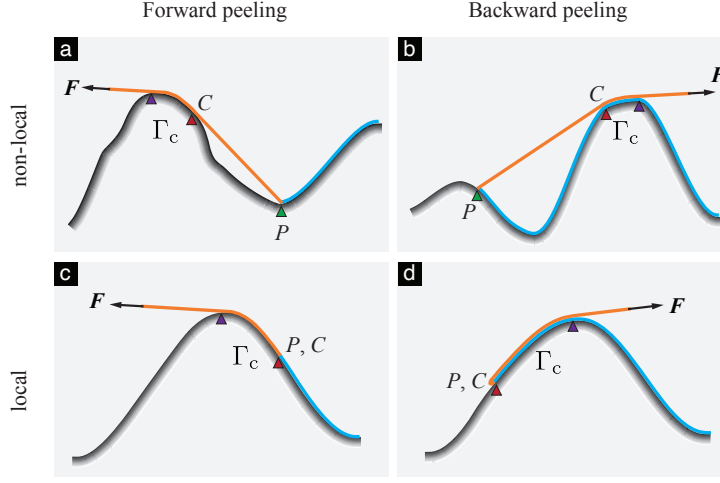 Forward peeling
Backward peeling
non-local
local
a
F
C
Γc
P
b
F
C
Γc
P
c
F
Γc
P, C
d
F
P, C
Γc